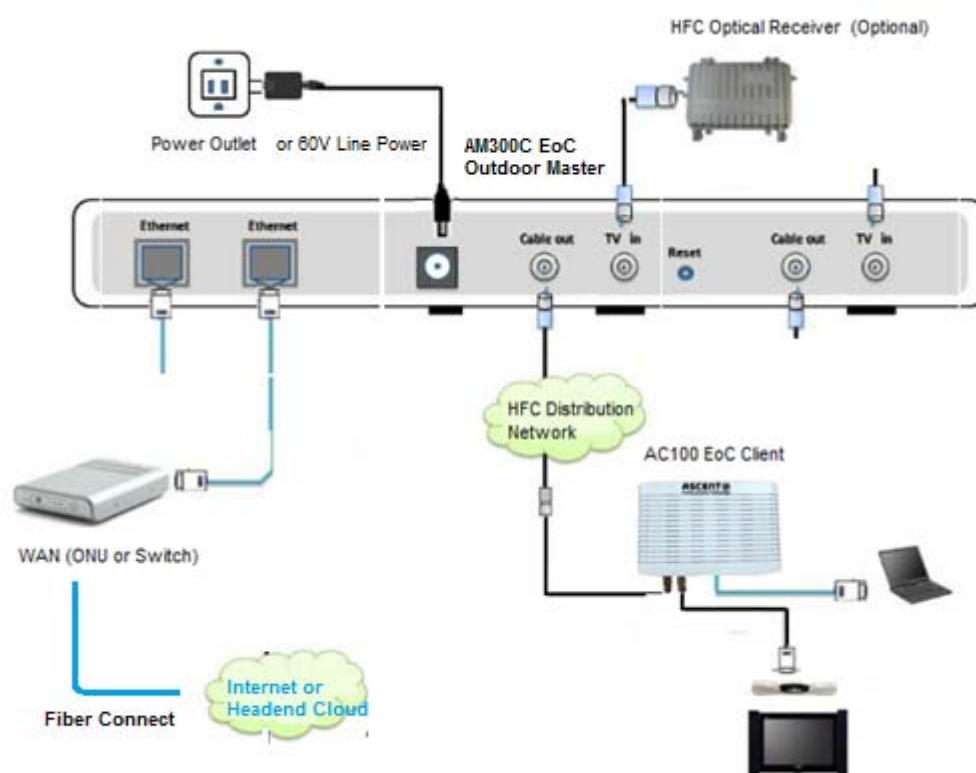 HFC Optical Receiver (Optional)
Power Outlet or 60V Line Power
AM300C EoC
Outdoor Master
Ethernet
Ethernet
Cable out
TV in
Reset
Cable out
TV in
HFC Distribution
Network
AC100 EoC Client
ASCENT
WAN (ONU or Switch)
Internet or
Headend Cloud
Fiber Connect